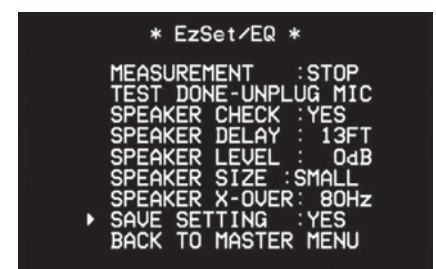 * EzSet/EQ *
MEASUREMENT :STOP
TEST DONE-UNPLUG MIC
SPEAKER CHECK :YES
SPEAKER DELAY : 13FT
SPEAKER LEVEL : 0dB
SPEAKER SIZE :SMALL
SPEAKER X-OVER: 80Hz
SAVE SETTING :YES
BACK TO MASTER MENU